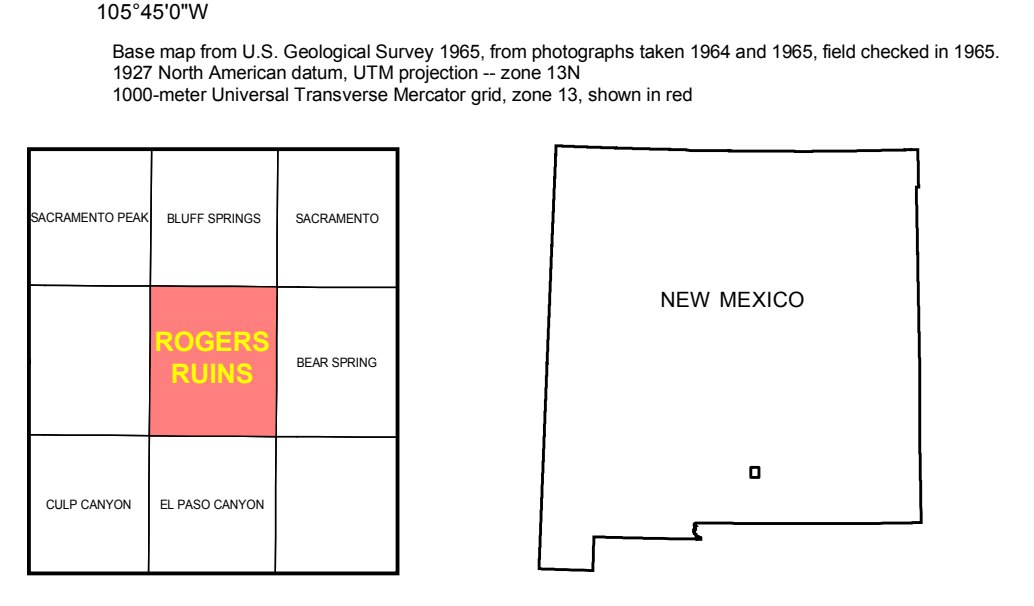 105°45'0"W
Base map from U.S. Geological Survey 1965, from photographs taken 1964 and 1965, field checked in 1965.
1927 North American datum, UTM projection -- zone 13N
1000-meter Universal Transverse Mercator grid, zone 13, shown in red
SACRAMENTO PEAK
BLUFF SPRINGS
SACRAMENTO
ROGERS
RUINS
BEAR SPRING
CULP CANYON
EL PASO CANYON
NEW MEXICO